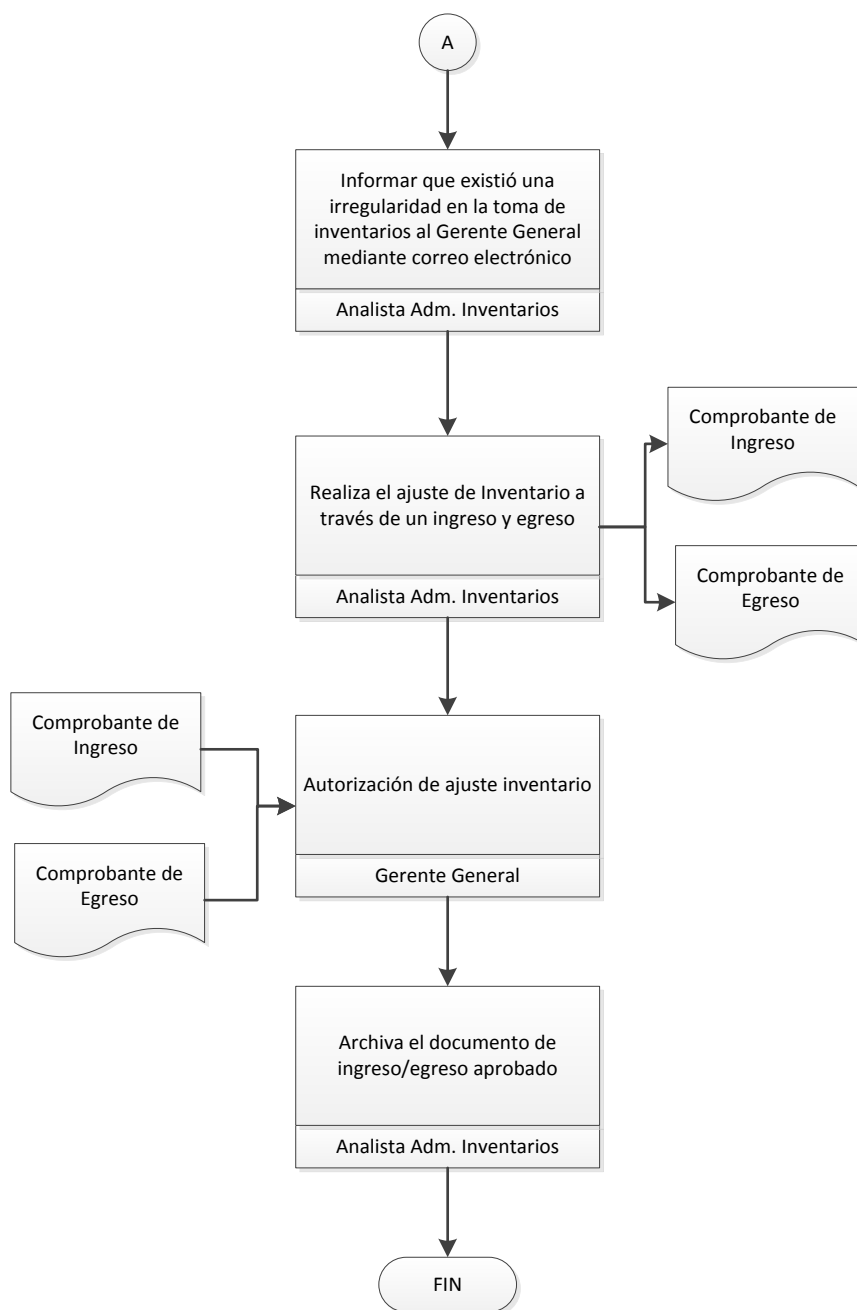 A
Informar que existió una
irregularidad en la toma de
inventarios al Gerente General
mediante correo electrónico
Analista Adm. Inventarios
Comprobante de
Ingreso
Realiza el ajuste de Inventario a
través de un ingreso y egreso
Analista Adm. Inventarios
Comprobante de
Egreso
Comprobante de
Ingreso
Autorización de ajuste inventario
Gerente General
Comprobante de
Egreso
Archiva el documento de
ingreso/egreso aprobado
Analista Adm. Inventarios
FIN